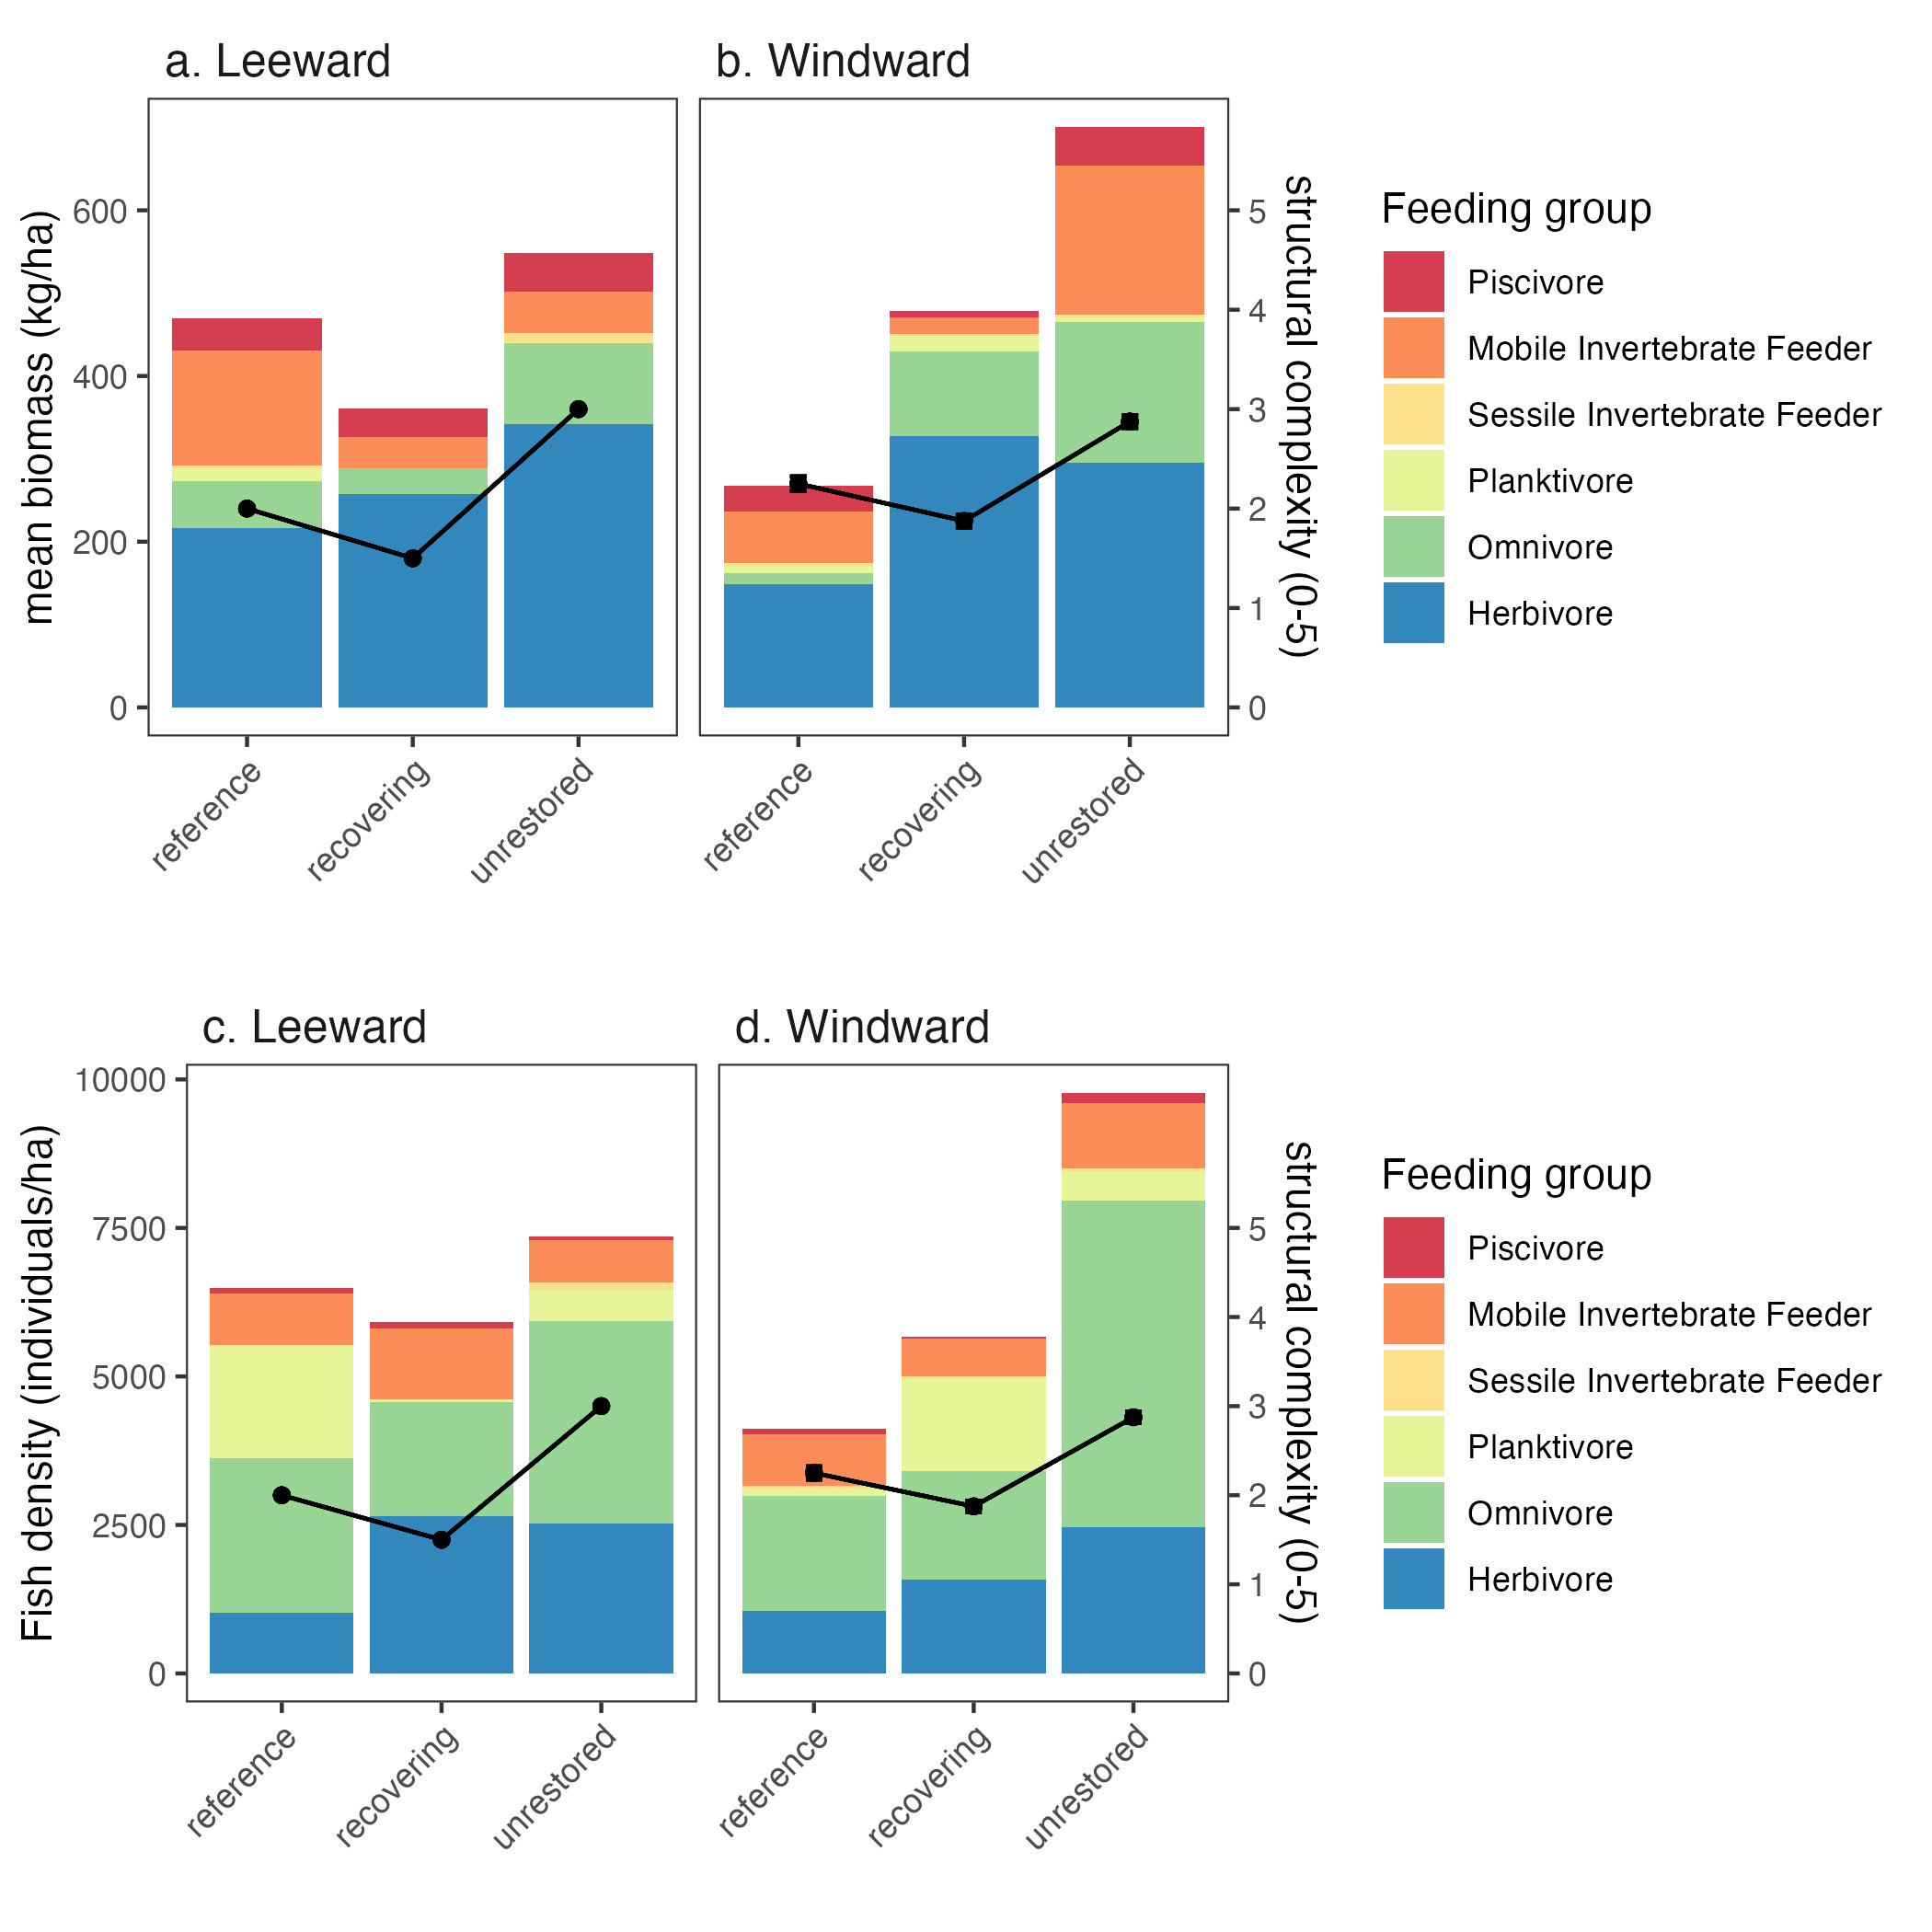 a. Leeward
b. Windward
mean biomass (kg/ha)
600
400
200
0
reference
recovering
unrestored
reference
recovering
unrestored
5
4
3
2
1
0
structural complexity (0-5)
Feeding group
Piscivore
Mobile Invertebrate Feeder
Sessile Invertebrate Feeder
Planktivore
Omnivore
Herbivore
c. Leeward
d. Windward
Fish density (individuals/ha)
10000
7500
5000
2500
0
reference
recovering
unrestored
reference
recovering
unrestored
5
4
3
2
1
0
structural complexity (0-5)
Feeding group
Piscivore
Mobile Invertebrate Feeder
Sessile Invertebrate Feeder
Planktivore
Omnivore
Herbivore